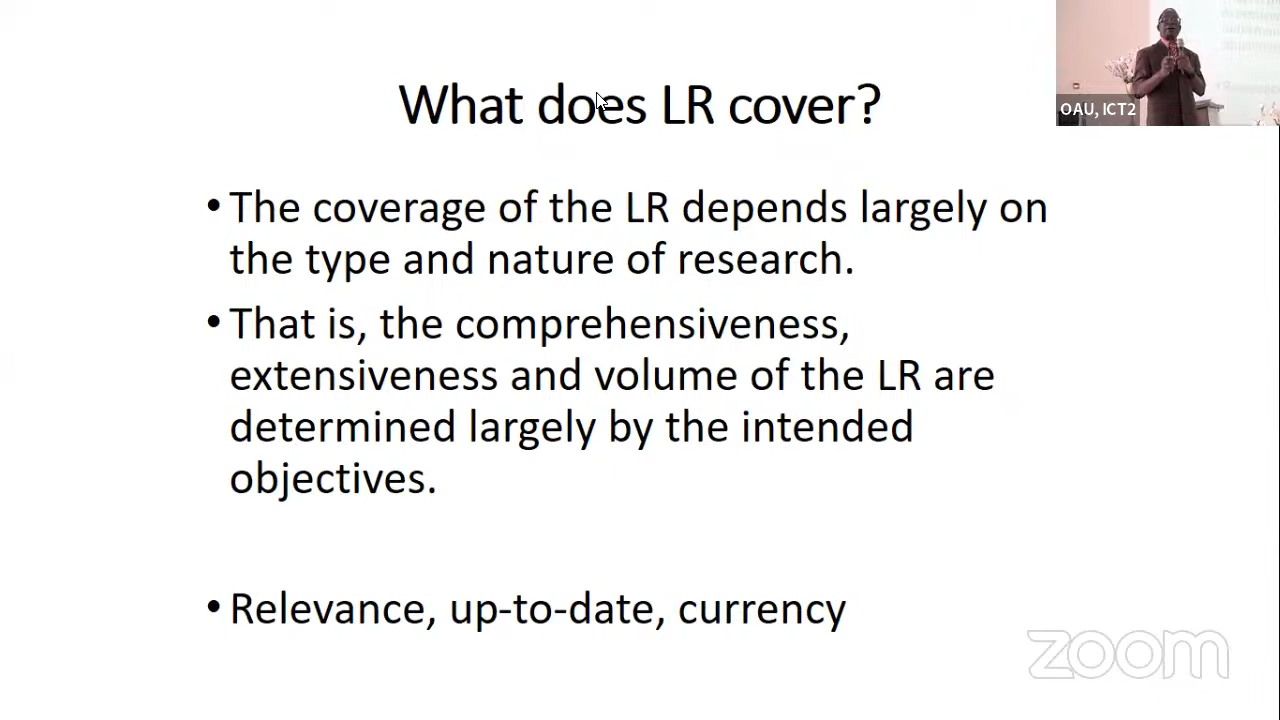 What does LR cover?
OAU, ICT2
• The coverage of the LR depends largely on
the type and nature of research.
• That is, the comprehensiveness,
extensiveness and volume of the LR are
determined largely by the intended
objectives.
• Relevance, up-to-date, currency
zoom